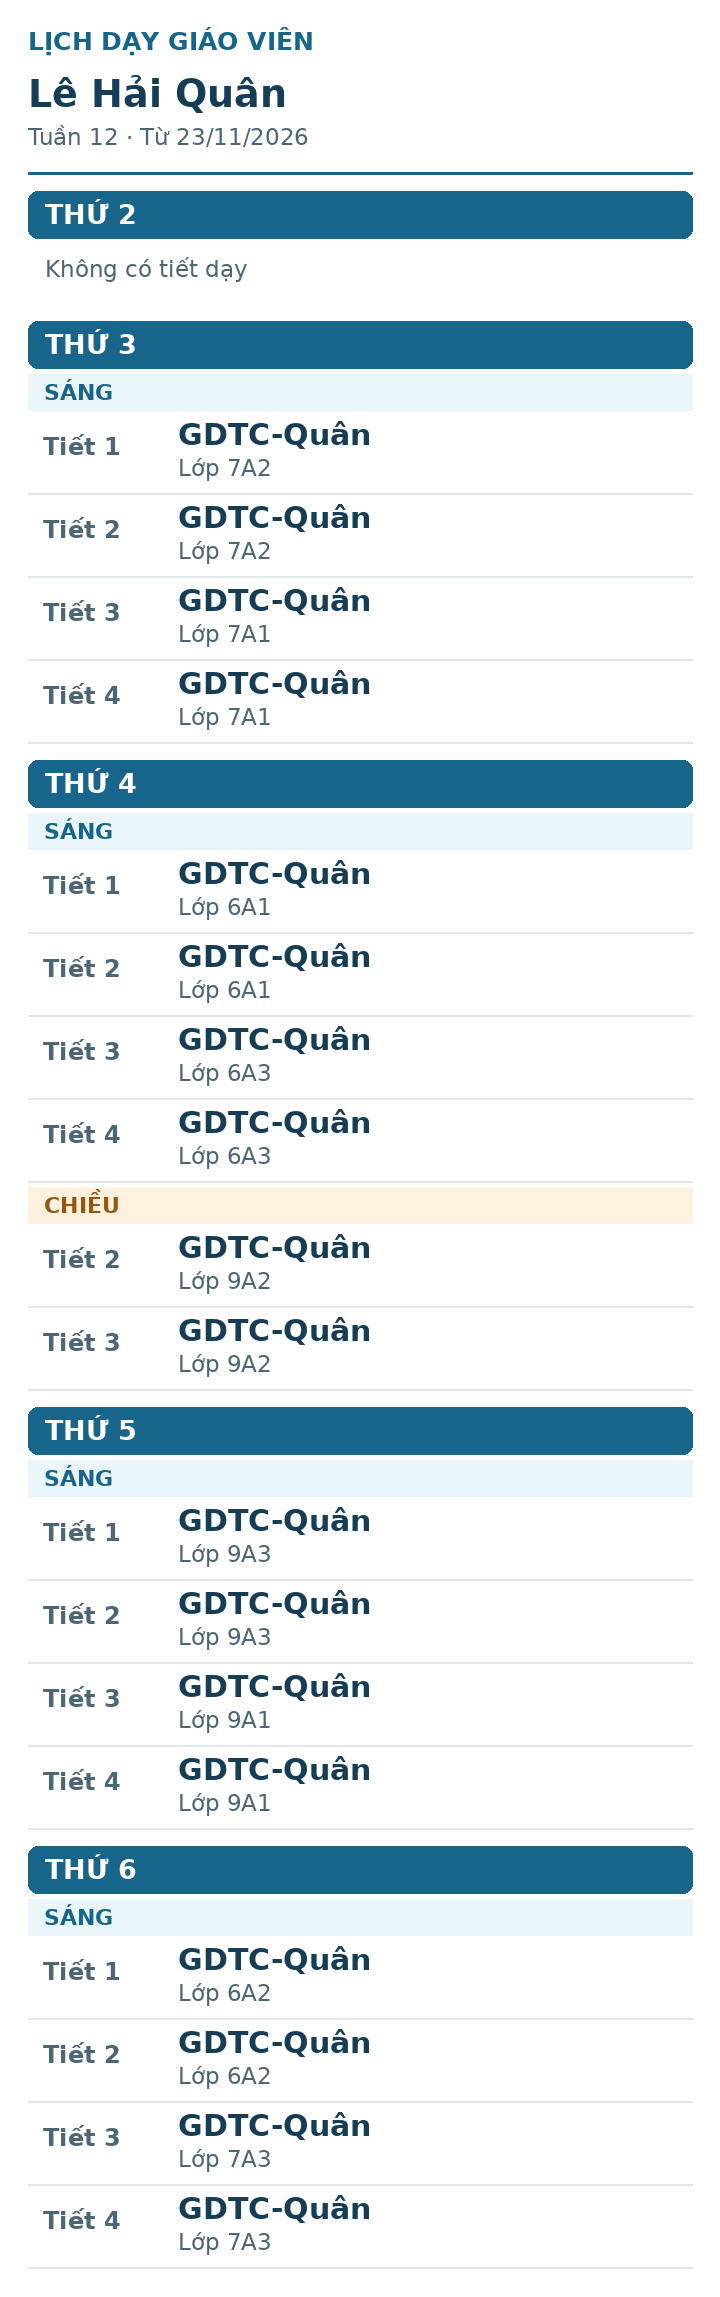 LỊCH DẠY GIÁO VIÊN
Lê Hải Quân
Tuần 12 · Từ 23/11/2026
THỨ 2
Không có tiết dạy
THỨ 3
SÁNG
Tiết 1 GDTC-Quân
Lớp 7A2
Tiết 2 GDTC-Quân
Lớp 7A2
Tiết 3 GDTC-Quân
Lớp 7A1
Tiết 4 GDTC-Quân
Lớp 7A1
THỨ 4
SÁNG
Tiết 1 GDTC-Quân
Lớp 6A1
Tiết 2 GDTC-Quân
Lớp 6A1
Tiết 3 GDTC-Quân
Lớp 6A3
Tiết 4 GDTC-Quân
Lớp 6A3
CHIỀU
Tiết 2 GDTC-Quân
Lớp 9A2
Tiết 3 GDTC-Quân
Lớp 9A2
THỨ 5
SÁNG
Tiết 1 GDTC-Quân
Lớp 9A3
Tiết 2 GDTC-Quân
Lớp 9A3
Tiết 3 GDTC-Quân
Lớp 9A1
Tiết 4 GDTC-Quân
Lớp 9A1
THỨ 6
SÁNG
Tiết 1 GDTC-Quân
Lớp 6A2
Tiết 2 GDTC-Quân
Lớp 6A2
Tiết 3 GDTC-Quân
Lớp 7A3
Tiết 4 GDTC-Quân
Lớp 7A3